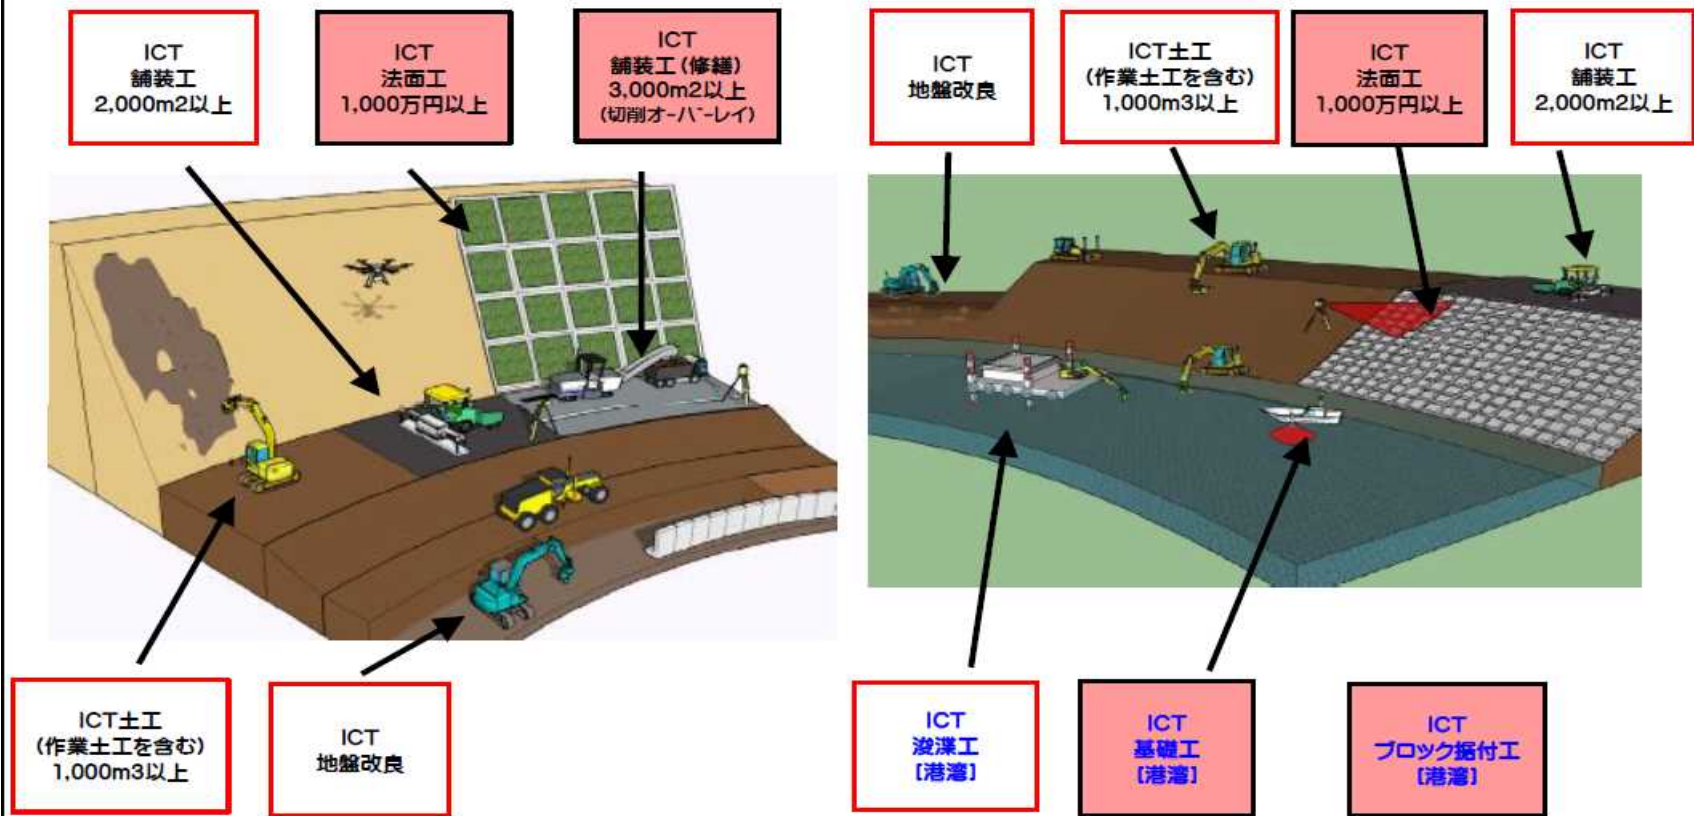 ICT
舗装工
2,000m2以上
ICT
法面工
1,000万円以上
ICT
舗装工(修繕)
3,000m2以上
(切削オーバーレイ)
ICT
地盤改良
ICT土工
(作業土工を含む)
1,000m3以上
ICT
法面工
1,000万円以上
ICT
舗装工
2,000m2以上
ICT土工
(作業土工を含む)
1,000m3以上
ICT
地盤改良
ICT
浚渫工
[港湾]
ICT
基礎工
[港湾]
ICT
ブロック据付工
[港湾]